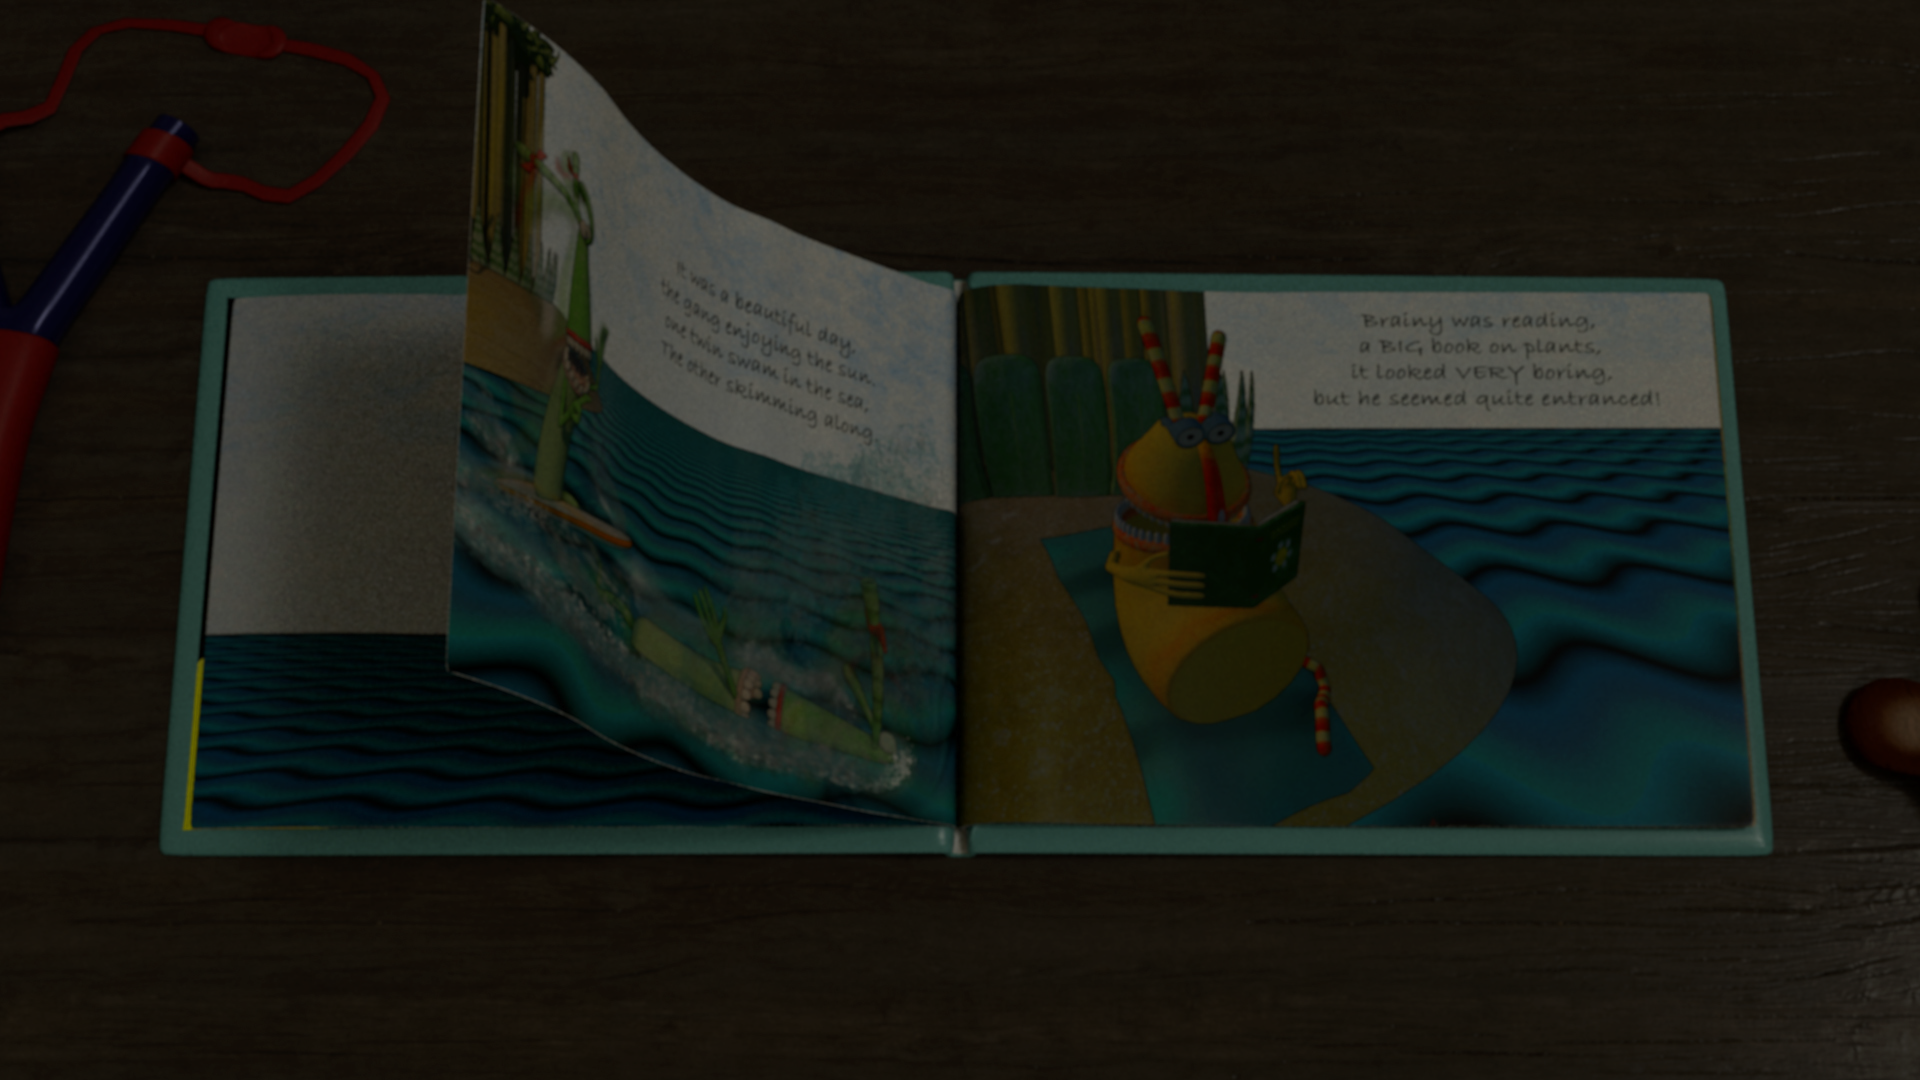 It was a beautiful day,
the gang enjoying the sun.
one twin swam in the sea,
The other skimming along.
Brainy was reading,
a BIG book on plants,
it looked VERY boring,
but he seemed quite entranced!